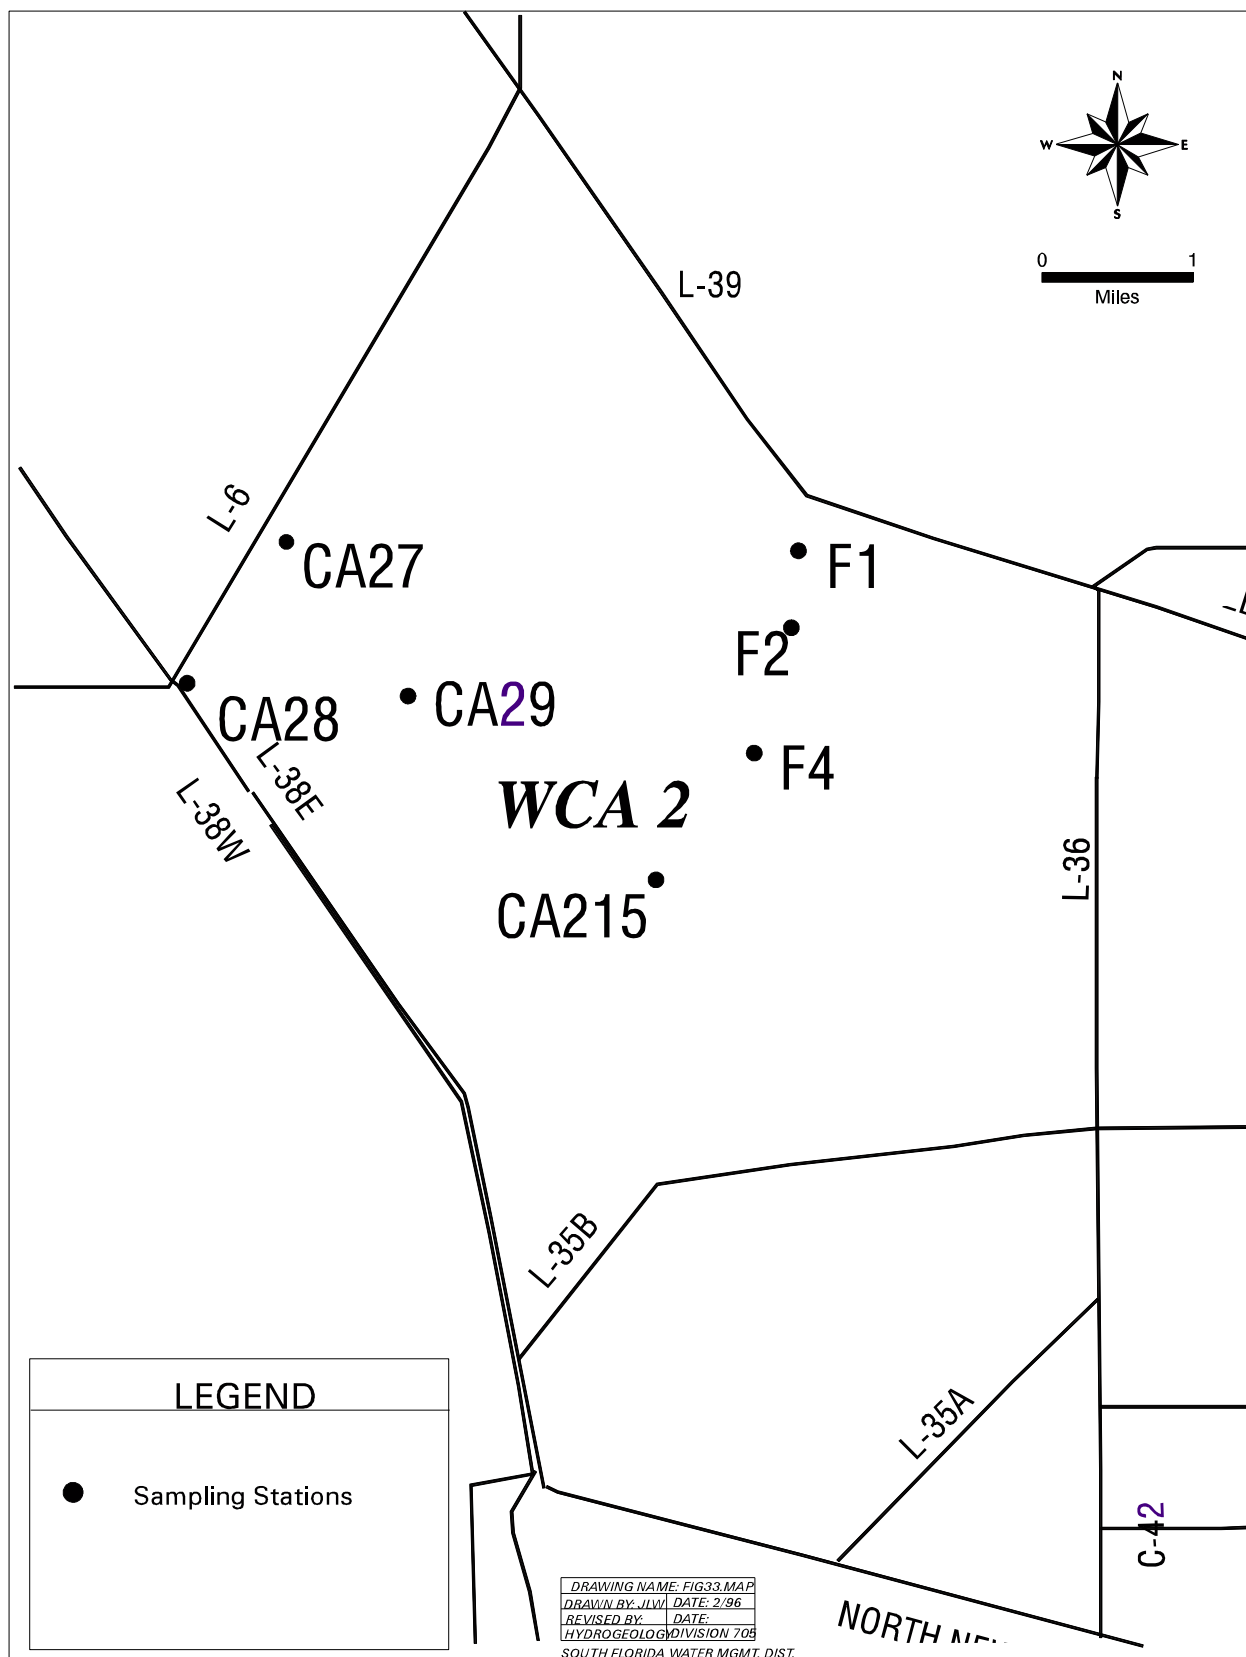 N
W E
S
0 1
Miles
L-39
L-6
CA27
F1
F2
CA28
CA29
F4
L-38E
L-38W
WCA 2
L-36
CA215
L-35B
L-35A
LEGEND
Sampling Stations
C-42
DRAWING NAME: FIG33.MAP
DRAWN BY: JLW DATE: 2/96
REVISED BY: DATE:
HYDROGEOLOGY DIVISION 705
SOUTH FLORIDA WATER MGMT. DIST.
NORTH